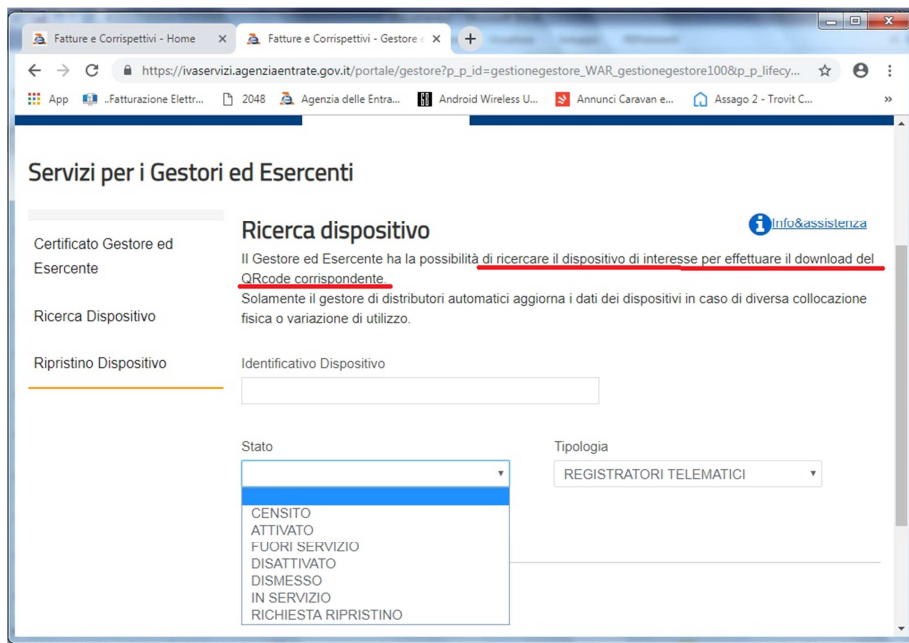 Fatture e Corrispettivi - Home
Fatture e Corrispettivi - Gestore
https://ivaservizi.agenziaentrate.gov.it/portale/gestore?p_p_id=gestionegestore_WAR_gestionegestore100&p_p_lifecy...
App
..Fatturazione Elettr...
2048
Agenzia delle Entra...
Android Wireless U...
Annunci Caravan e...
Assago 2 - Trovit C...
Servizi per i Gestori ed Esercenti
Certificato Gestore ed
Esercente
Ricerca Dispositivo
Ripristino Dispositivo
Ricerca dispositivo
Info&assistenza
Il Gestore ed Esercente ha la possibilità di ricercare il dispositivo di interesse per effettuare il download del
QRcode corrispondente.
Solamente il gestore di distributori automatici aggiorna i dati dei dispositivi in caso di diversa collocazione
fisica o variazione di utilizzo.
Identificativo Dispositivo
Stato
Tipologia
REGISTRATORI TELEMATICI
CENSITO
ATTIVATO
FUORI SERVIZIO
DISATTIVATO
DISMESSO
IN SERVIZIO
RICHIESTA RIPRISTINO